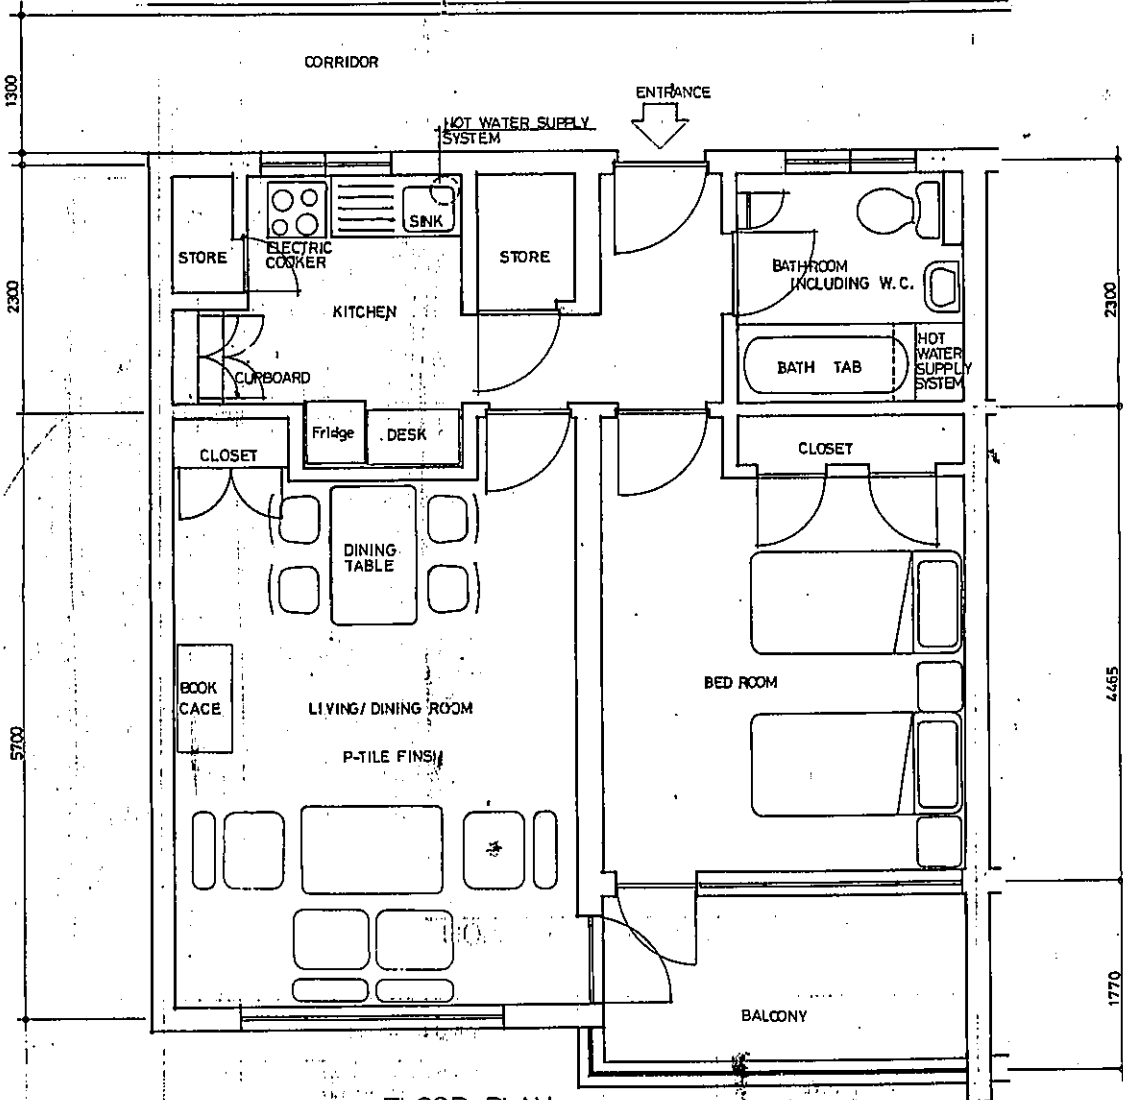 CORRIDOR
1300
ENTRANCE
HOT WATER SUPPLY
SYSTEM
SINK
ELECTRIC
COOKER
STORE
STORE
BATHROOM
INCLUDING W.C.
2300
2300
KITCHEN
CUPBOARD
BATH TAB
HOT
WATER
SUPPLY
SYSTEM
Fridge
DESK
CLOSET
CLOSET
DINING
TABLE
BOOK
CACE
BED ROOM
4465
LIVING/DINING ROOM
5700
P-TILE FINSH
1770
BALCONY
FLOOR PLAN